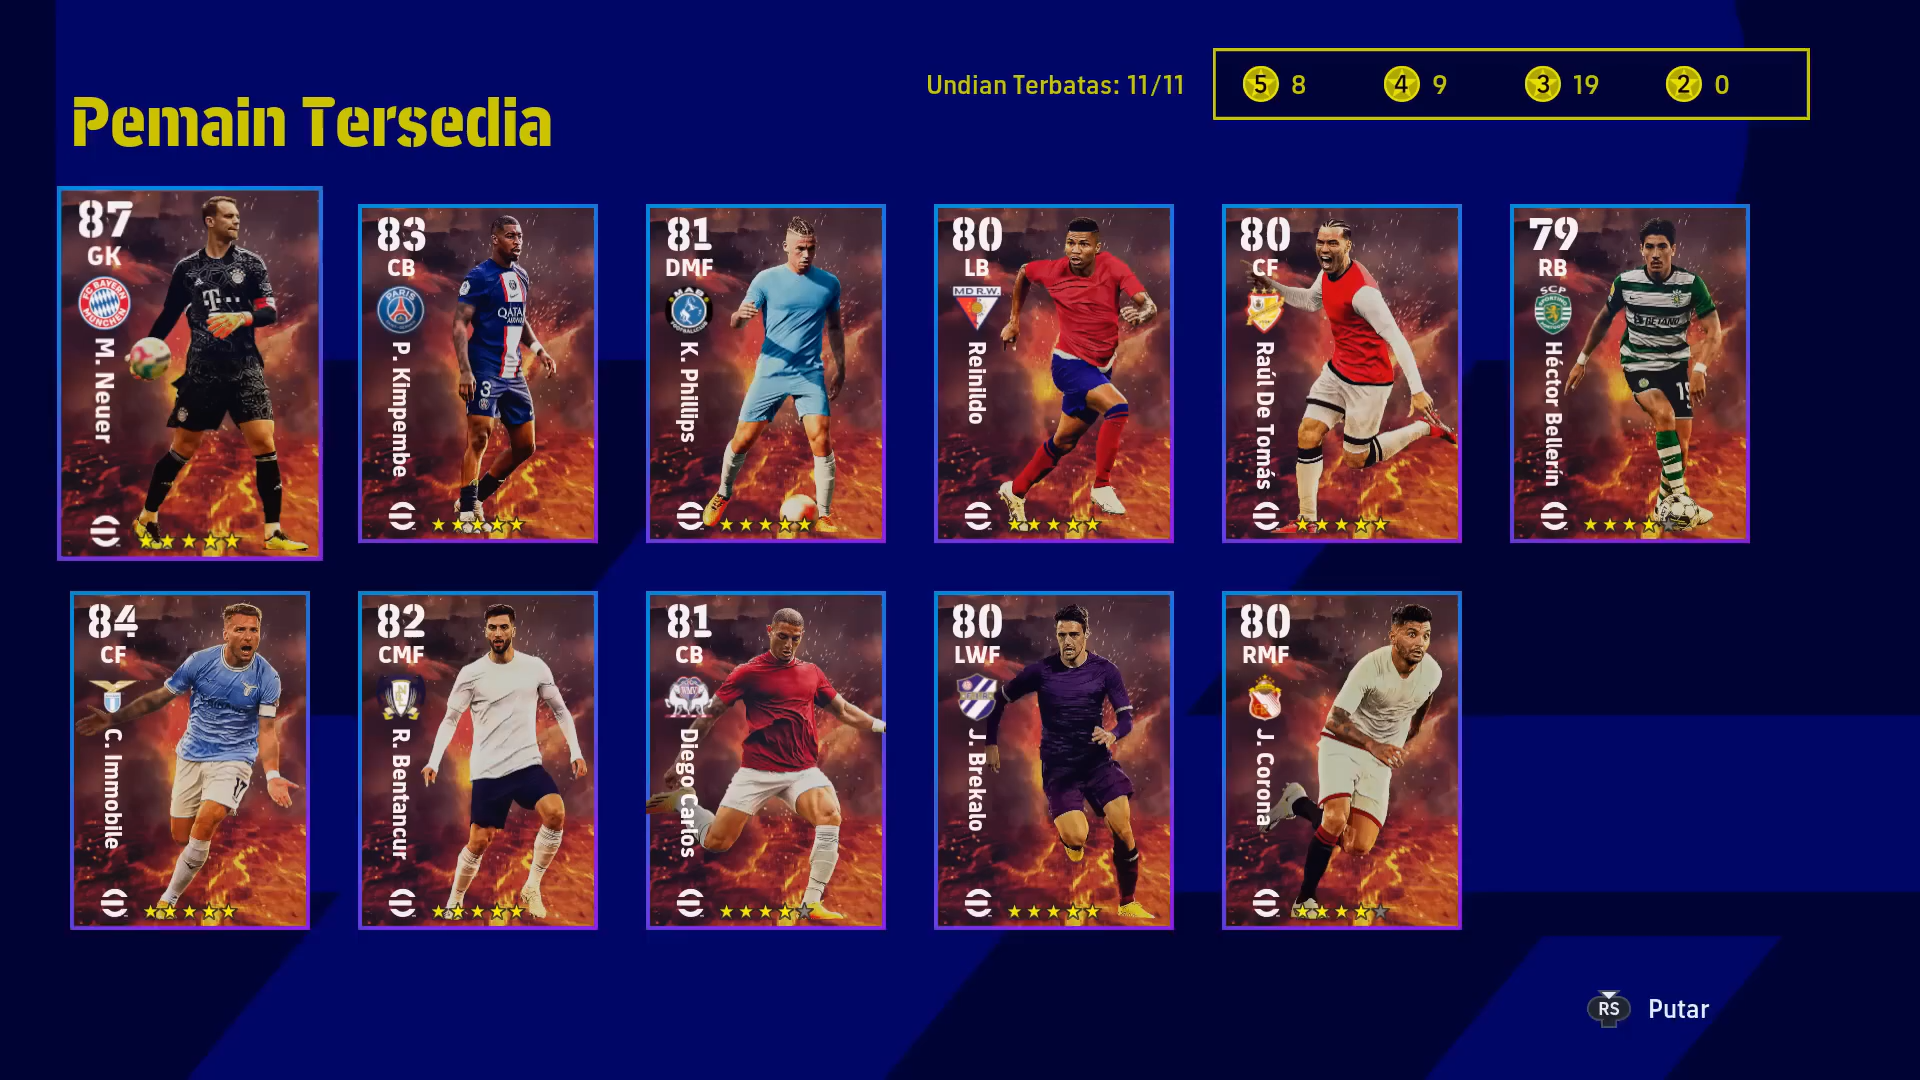 Undian Terbatas: 11/11
5 8 4 9 3 19 2 0
Pemain Tersedia
87
GK
M. Neuer
83
CB
P. Kimpembe
81
DMF
K. Phillips
80
LB
MD R.W.
Reinildo
80
CF
Raúl De Tomás
79
RB
SCP
Héctor Bellerín
84
CF
C. Immobile
82
CMF
R. Bentancur
81
CB
Diego Carlos
80
LWF
J. Brekalo
80
RMF
J. Corona
RS Putar